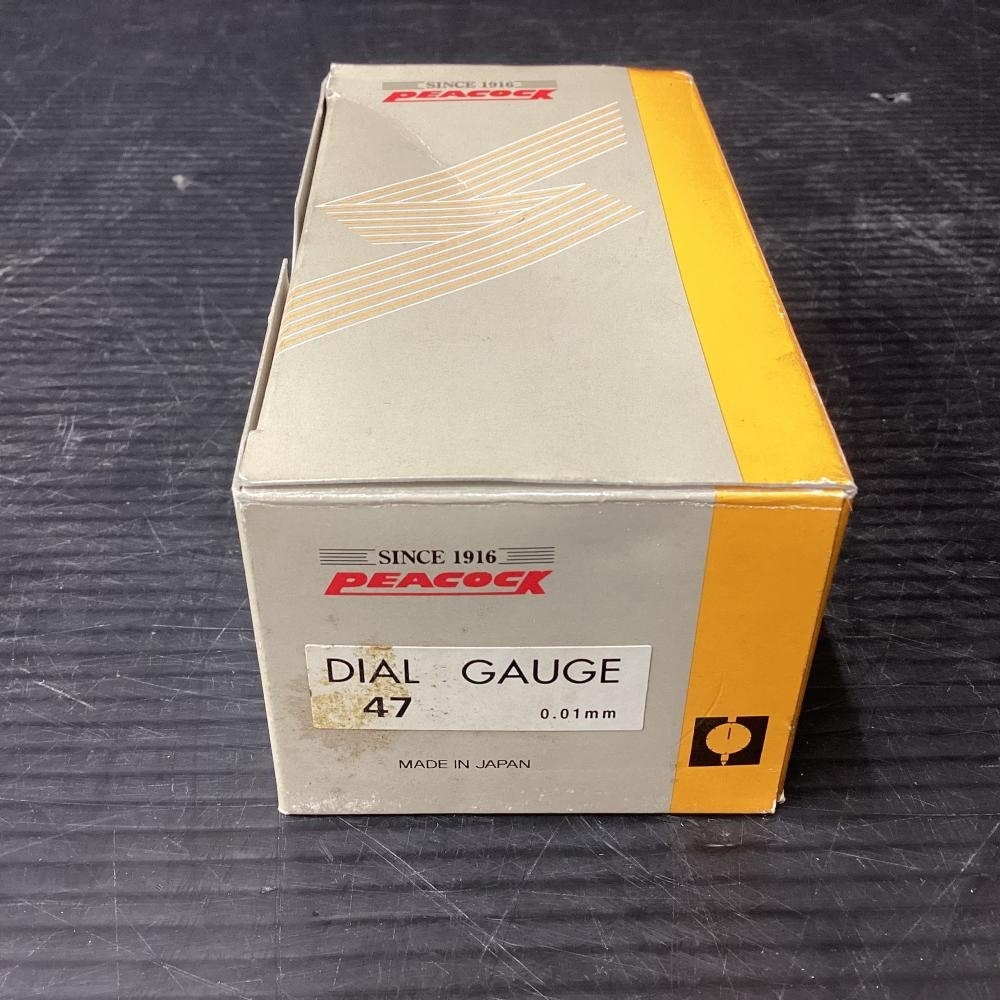 SINCE 1916
PEACOCK
SINCE 1916
PEACOCK
DIAL GAUGE
47 0.01mm
MADE IN JAPAN